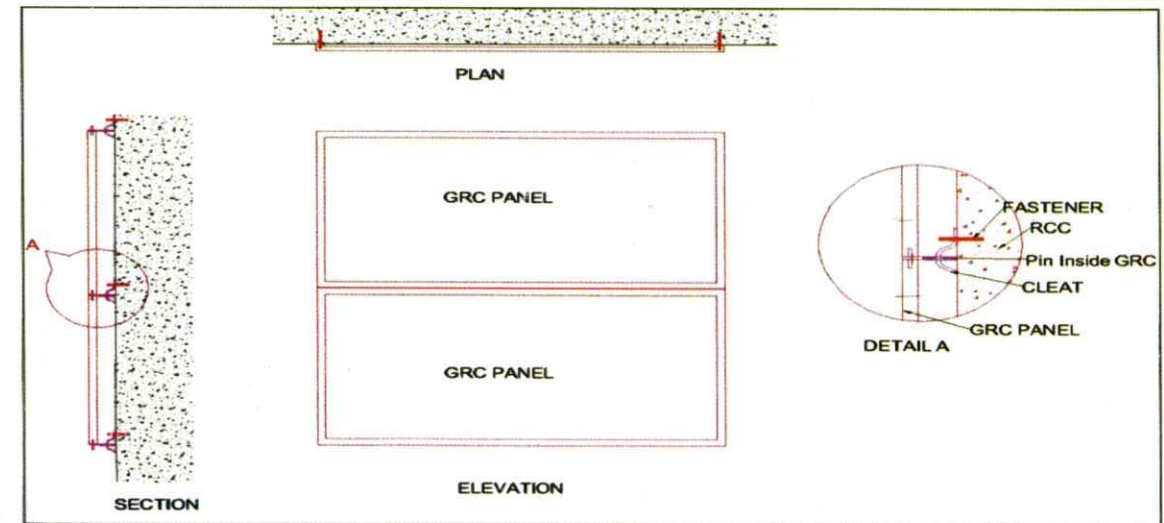 PLAN
GRC PANEL
FASTENER
RCC
A
Pin Inside GRC
CLEAT
GRC PANEL
DETAIL A
GRC PANEL
ELEVATION
SECTION